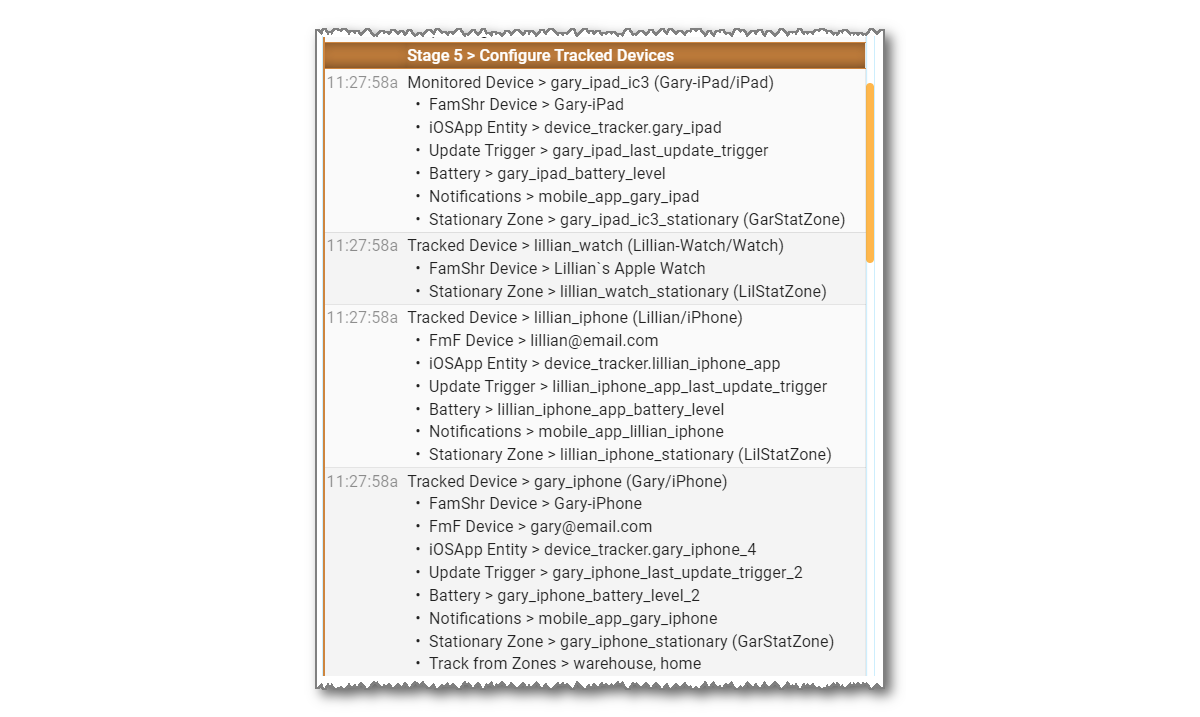 Stage 5 > Configure Tracked Devices
11:27:58a Monitored Device > gary_ipad_ic3 (Gary-iPad/iPad)
• FamShr Device > Gary-iPad
• iOSApp Entity > device_tracker.gary_ipad
• Update Trigger > gary_ipad_last_update_trigger
• Battery > gary_ipad_battery_level
• Notifications > mobile_app_gary_ipad
• Stationary Zone > gary_ipad_ic3_stationary (GarStatZone)
11:27:58a Tracked Device > lillian_watch (Lillian-Watch/Watch)
• FamShr Device > Lillian`s Apple Watch
• Stationary Zone > lillian_watch_stationary (LilStatZone)
11:27:58a Tracked Device > lillian_iphone (Lillian/iPhone)
• FmF Device > lillian@email.com
• iOSApp Entity > device_tracker.lillian_iphone_app
• Update Trigger > lillian_iphone_app_last_update_trigger
• Battery > lillian_iphone_app_battery_level
• Notifications > mobile_app_lillian_iphone
• Stationary Zone > lillian_iphone_stationary (LilStatZone)
11:27:58a Tracked Device > gary_iphone (Gary/iPhone)
• FamShr Device > Gary-iPhone
• FmF Device > gary@email.com
• iOSApp Entity > device_tracker.gary_iphone_4
• Update Trigger > gary_iphone_last_update_trigger_2
• Battery > gary_iphone_battery_level_2
• Notifications > mobile_app_gary_iphone
• Stationary Zone > gary_iphone_stationary (GarStatZone)
• Track from Zones > warehouse, home